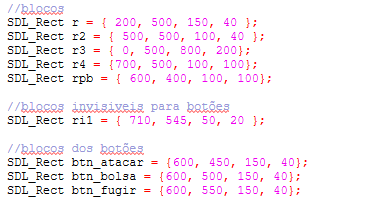 //blocos
SDL_Rect r = { 200, 500, 150, 40 };
SDL_Rect r2 = { 500, 500, 100, 40 };
SDL_Rect r3 = { 0, 500, 800, 200};
SDL_Rect r4 ={700, 500, 100, 100};
SDL_Rect rpb = { 600, 400, 100, 100};
//blocos invisiveis para botões
SDL_Rect ri1 = { 710, 545, 50, 20 };
//blocos dos botões
SDL_Rect btn_atacar = {600, 450, 150, 40};
SDL_Rect btn_bolsa = {600, 500, 150, 40};
SDL_Rect btn_fugir = {600, 550, 150, 40};